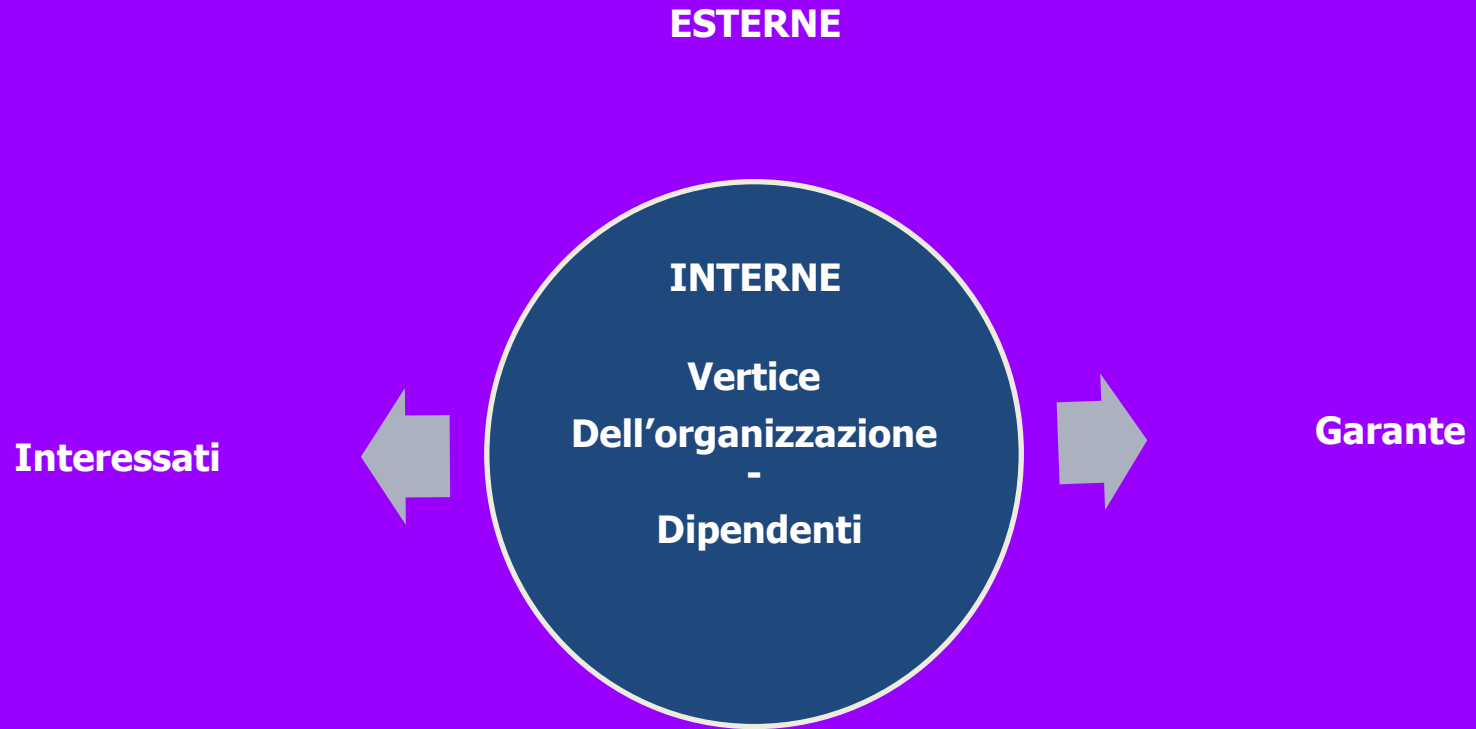 ESTERNE
INTERNE
Vertice
Dell’organizzazione
-
Dipendenti
Interessati
Garante